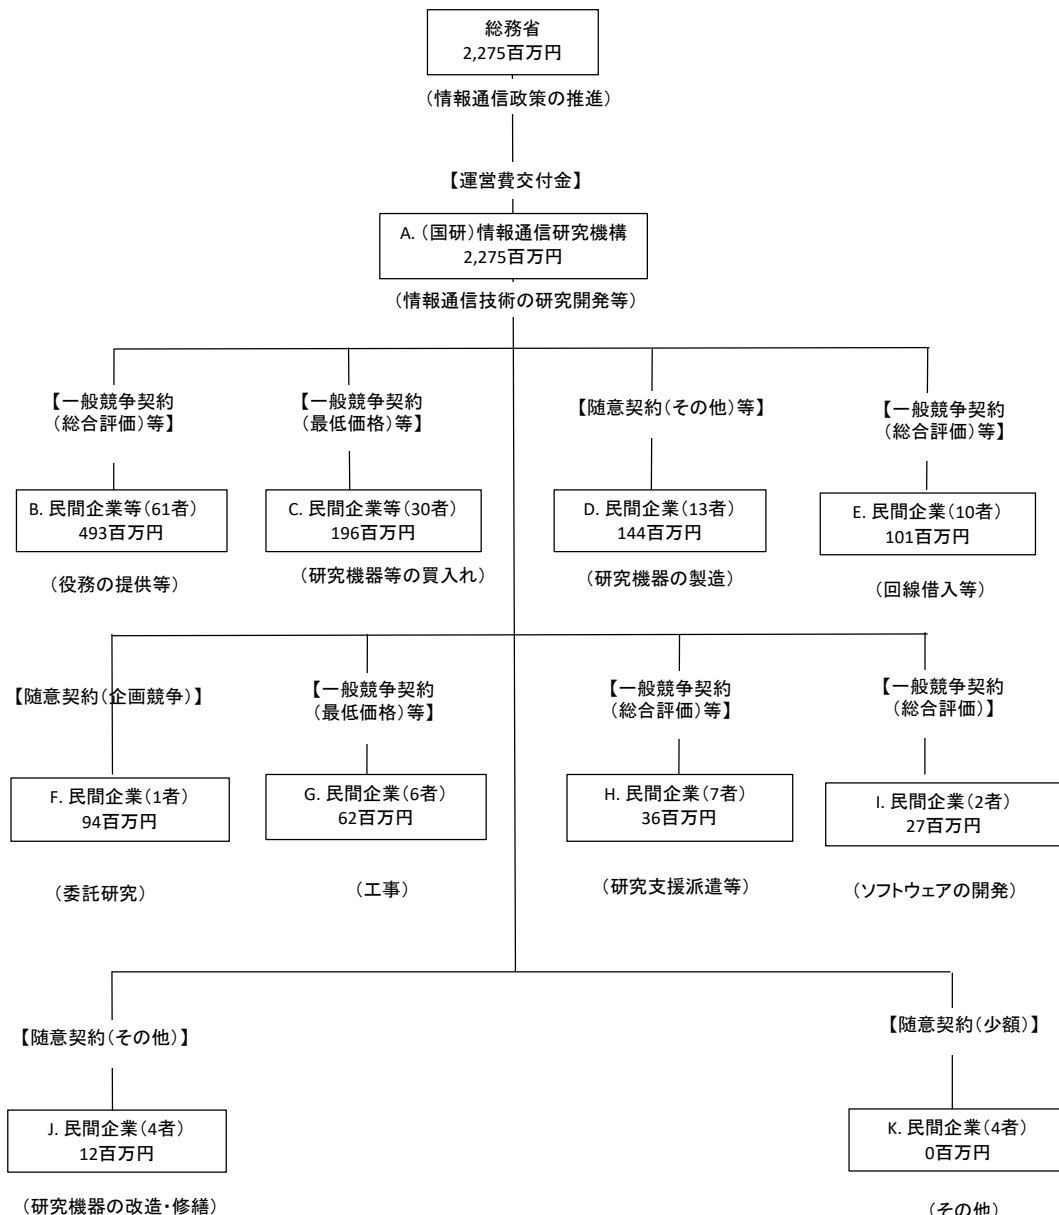 総務省
2,275百万円
（情報通信政策の推進）
【運営費交付金】
A．（国研）情報通信研究機構
2,275百万円
（情報通信技術の研究開発等）
【一般競争契約
（総合評価）等】
B．民間企業等（61者）
493百万円
（役務の提供等）
【一般競争契約
（最低価格）等】
C．民間企業等（30者）
196百万円
（研究機器等の買入れ）
【随意契約（その他）等】
D．民間企業（13者）
144百万円
（研究機器の製造）
【一般競争契約
（総合評価）等】
E．民間企業（10者）
101百万円
（回線借入等）
【随意契約（企画競争）】
F．民間企業（1者）
94百万円
（委託研究）
【一般競争契約
（最低価格）等】
G．民間企業（6者）
62百万円
（工事）
【一般競争契約
（総合評価）等】
H．民間企業（7者）
36百万円
（研究支援派遣等）
【一般競争契約
（総合評価）】
I．民間企業（2者）
27百万円
（ソフトウェアの開発）
【随意契約（その他）】
J．民間企業（4者）
12百万円
（研究機器の改造・修繕）
【随意契約（少額）】
K．民間企業（4者）
0百万円
（その他）